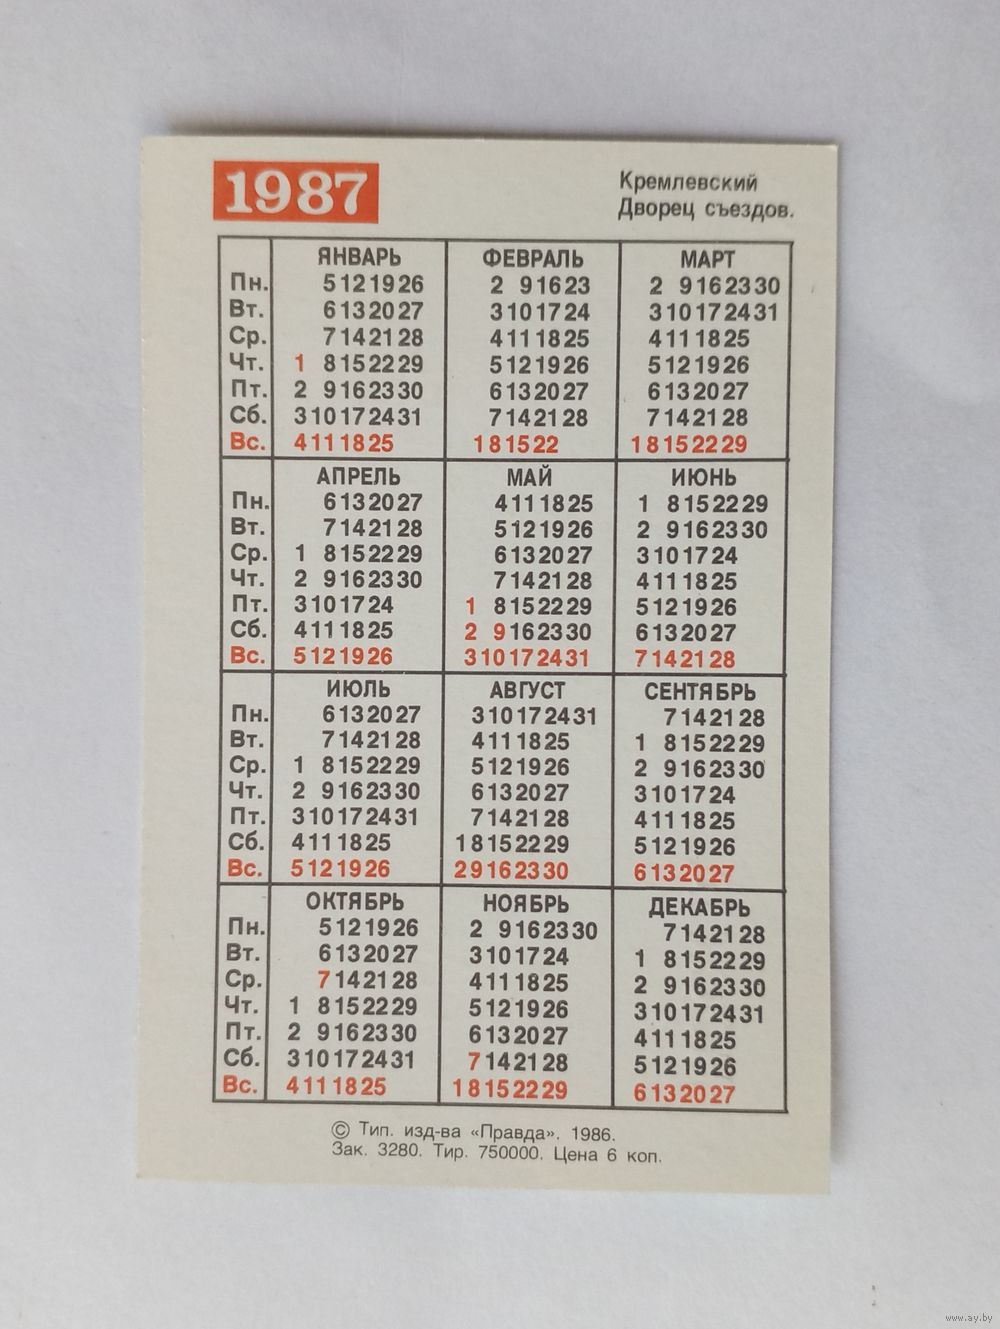 1987
Кремлевский
Дворец съездов.
ЯНВАРЬ ФЕВРАЛЬ МАРТ
Пн. 5 12 19 26 2 9 16 23 2 9 16 23 30
Вт. 6 13 20 27 3 10 17 24 3 10 17 24 31
Ср. 7 14 21 28 4 11 18 25 4 11 18 25
Чт. 1 8 15 22 29 5 12 19 26 5 12 19 26
Пт. 2 9 16 23 30 6 13 20 27 6 13 20 27
Сб. 3 10 17 24 31 7 14 21 28 7 14 21 28
Вс. 4 11 18 25 1 8 15 22 1 8 15 22 29
АПРЕЛЬ МАЙ ИЮНЬ
Пн. 6 13 20 27 4 11 18 25 1 8 15 22 29
Вт. 7 14 21 28 5 12 19 26 2 9 16 23 30
Ср. 1 8 15 22 29 6 13 20 27 3 10 17 24
Чт. 2 9 16 23 30 7 14 21 28 4 11 18 25
Пт. 3 10 17 24 1 8 15 22 29 5 12 19 26
Сб. 4 11 18 25 2 9 16 23 30 6 13 20 27
Вс. 5 12 19 26 3 10 17 24 31 7 14 21 28
ИЮЛЬ АВГУСТ СЕНТЯБРЬ
Пн. 6 13 20 27 3 10 17 24 31 7 14 21 28
Вт. 7 14 21 28 4 11 18 25 1 8 15 22 29
Ср. 1 8 15 22 29 5 12 19 26 2 9 16 23 30
Чт. 2 9 16 23 30 6 13 20 27 3 10 17 24
Пт. 3 10 17 24 31 7 14 21 28 4 11 18 25
Сб. 4 11 18 25 1 8 15 22 29 5 12 19 26
Вс. 5 12 19 26 2 9 16 23 30 6 13 20 27
ОКТЯБРЬ НОЯБРЬ ДЕКАБРЬ
Пн. 5 12 19 26 2 9 16 23 30 7 14 21 28
Вт. 6 13 20 27 3 10 17 24 1 8 15 22 29
Ср. 7 14 21 28 4 11 18 25 2 9 16 23 30
Чт. 1 8 15 22 29 5 12 19 26 3 10 17 24 31
Пт. 2 9 16 23 30 6 13 20 27 4 11 18 25
Сб. 3 10 17 24 31 7 14 21 28 5 12 19 26
Вс. 4 11 18 25 1 8 15 22 29 6 13 20 27
© Тип. изд-ва «Правда». 1986.
Зак. 3280. Тир. 750000. Цена 6 коп.
www.ay.by